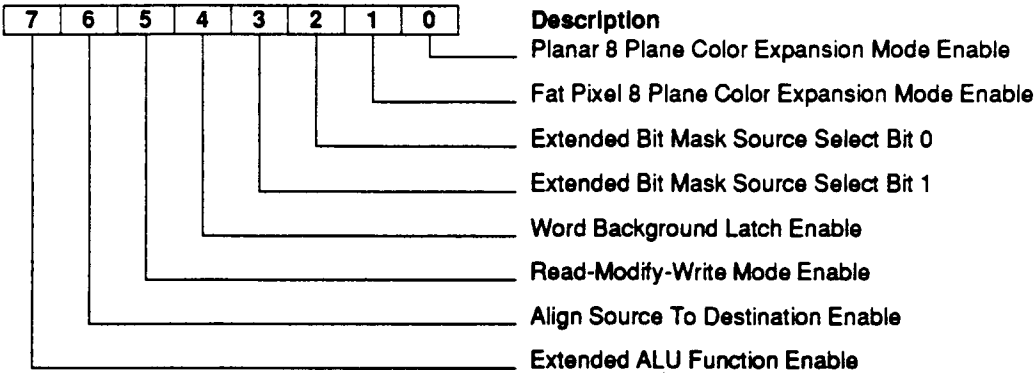 7 6 5 4 3 2 1 0 Description
Planar 8 Plane Color Expansion Mode Enable
Fat Pixel 8 Plane Color Expansion Mode Enable
Extended Bit Mask Source Select Bit 0
Extended Bit Mask Source Select Bit 1
Word Background Latch Enable
Read-Modify-Write Mode Enable
Align Source To Destination Enable
Extended ALU Function Enable